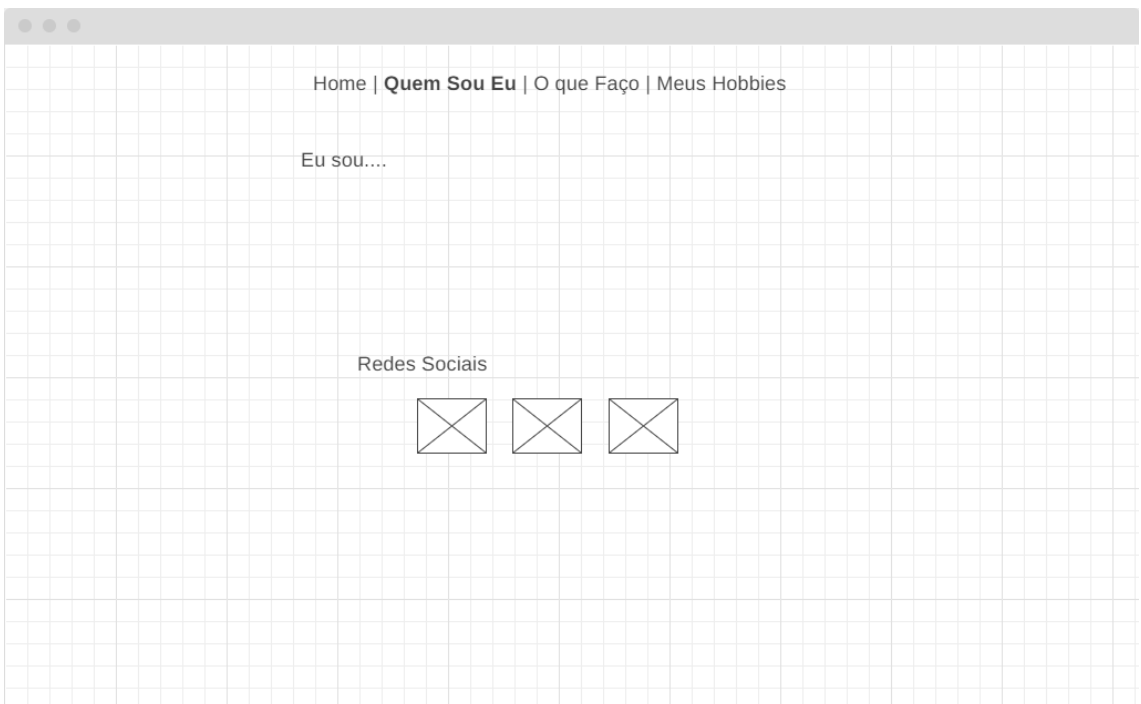 Home | Quem Sou Eu | O que Faço | Meus Hobbies
Eu sou....
Redes Sociais